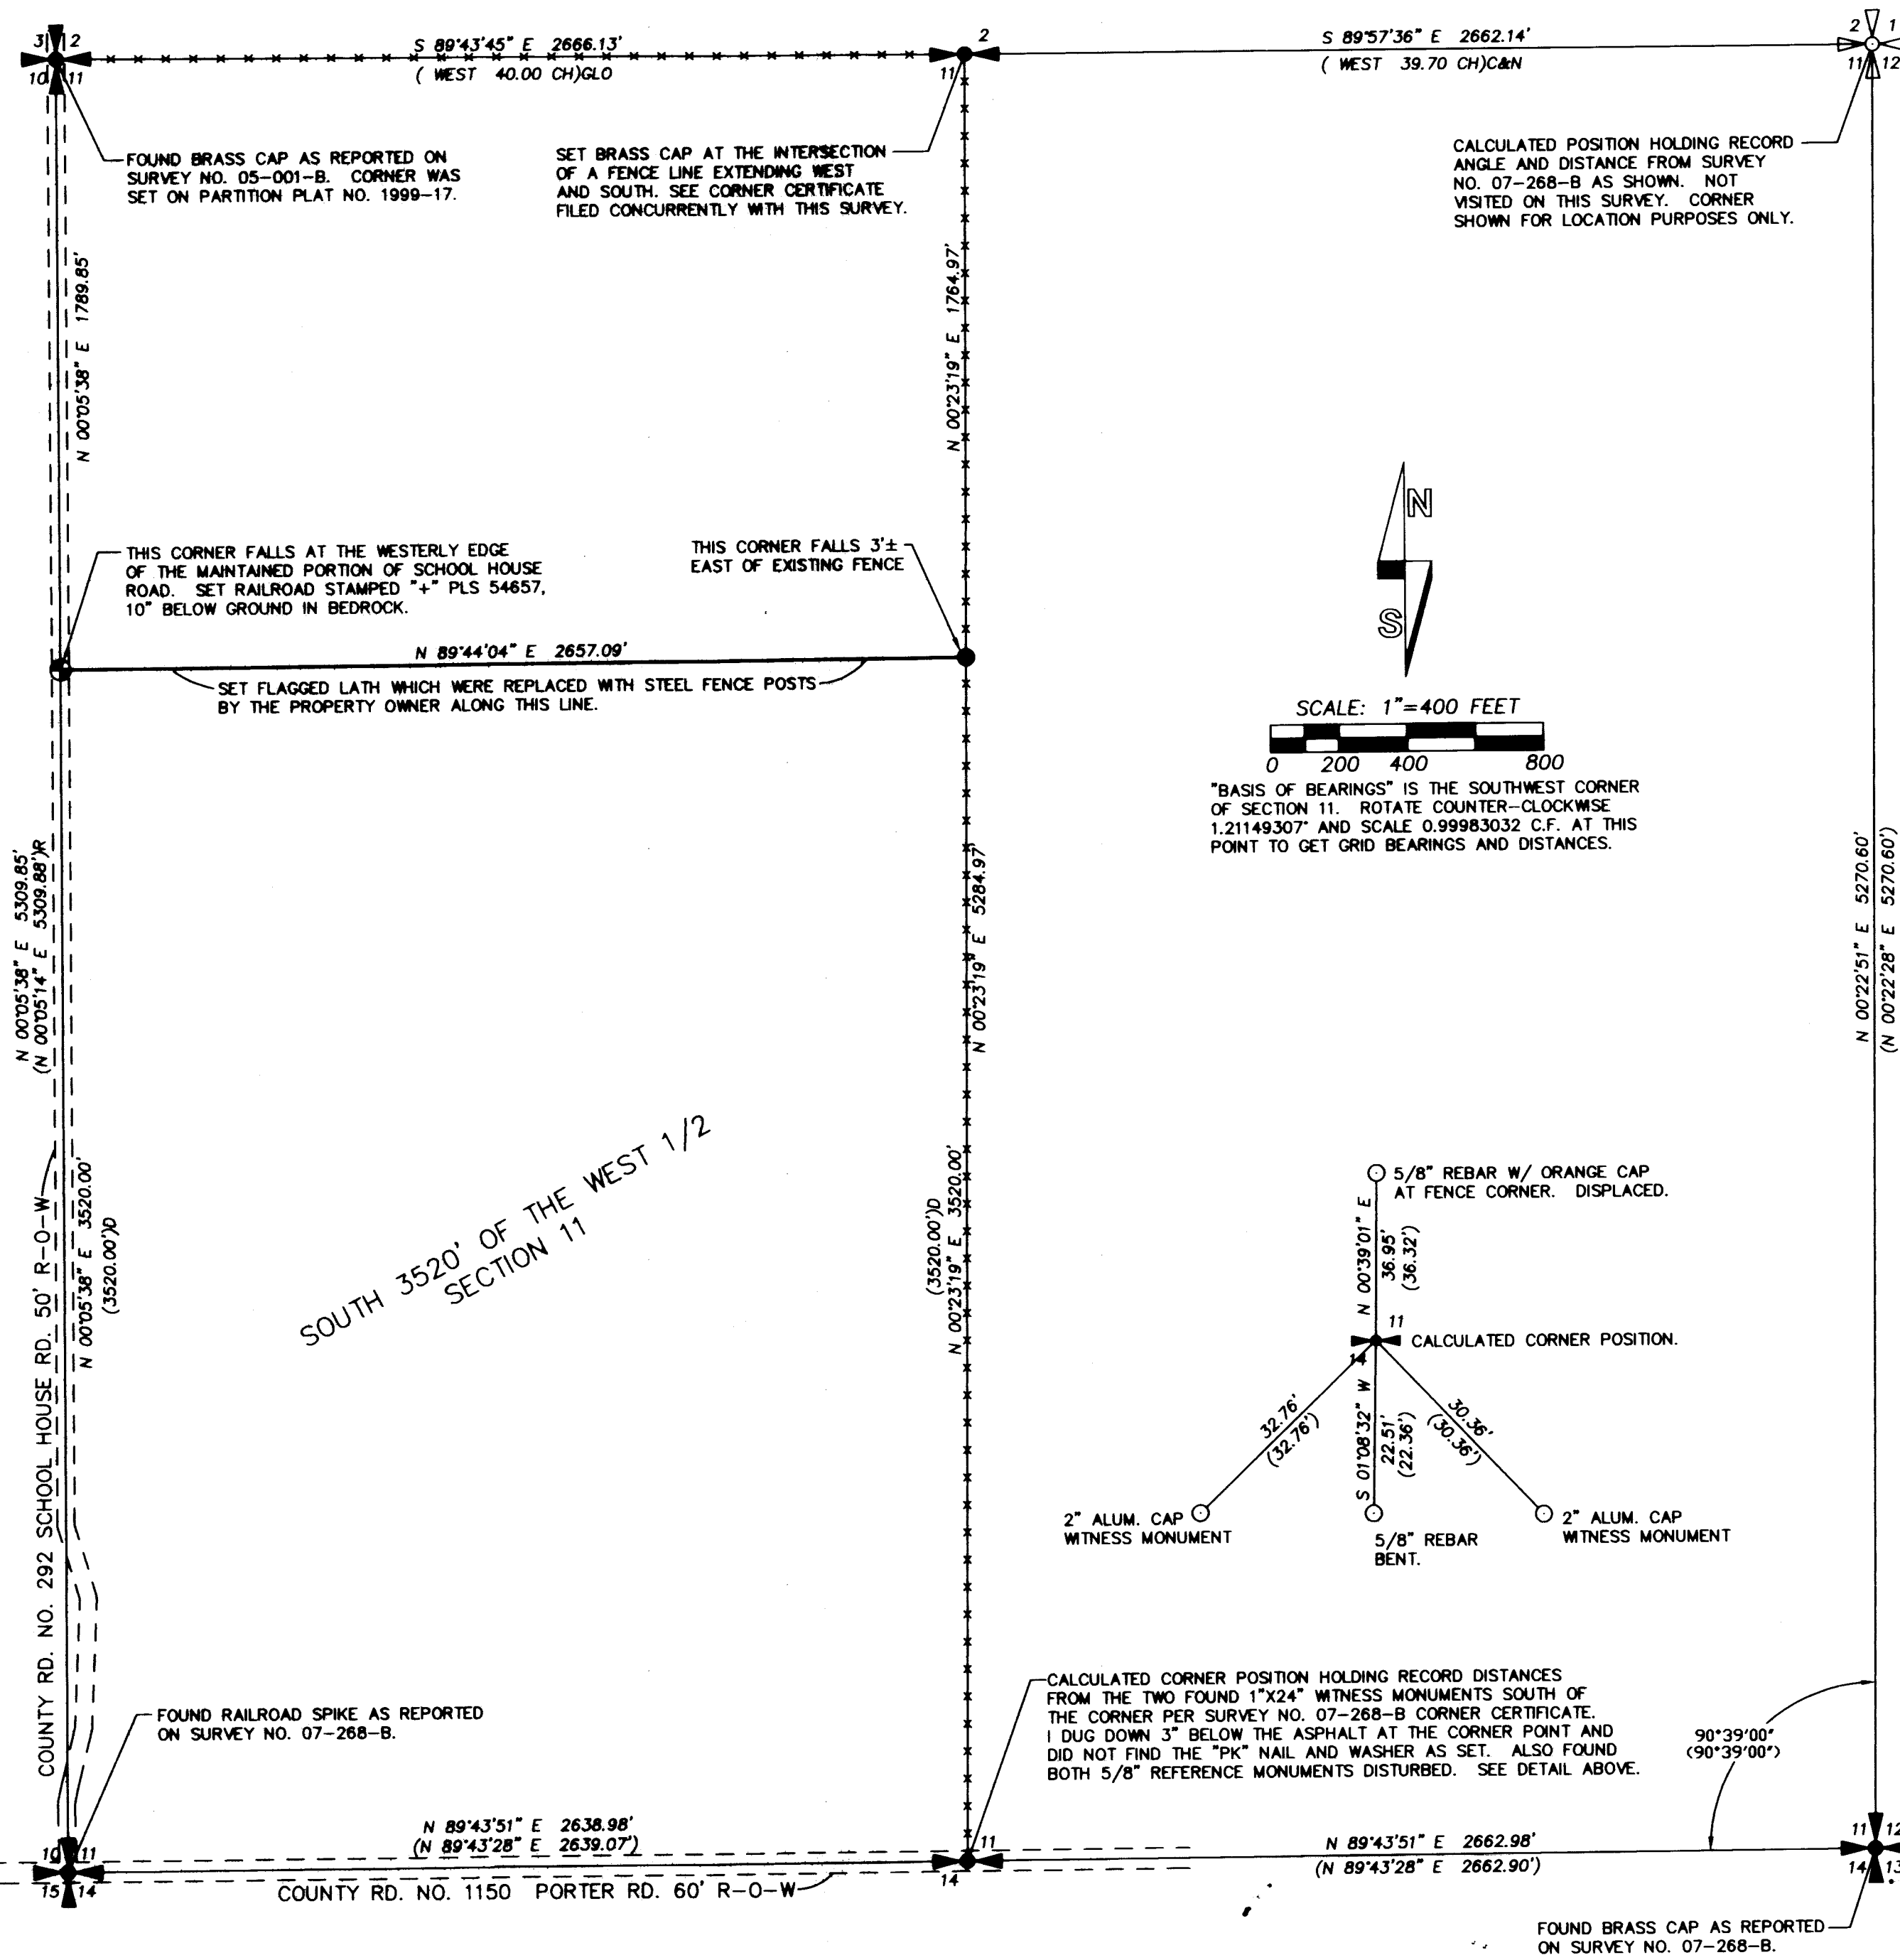 3 2
10 11
S 89°43'45" E 2666.13'
( WEST 40.00 CH)GLO
2
11
S 89°57'36" E 2662.14'
( WEST 39.70 CH)C&N
2 1
11 12
FOUND BRASS CAP AS REPORTED ON
SURVEY NO. 05-001-B. CORNER WAS
SET ON PARTITION PLAT NO. 1999-17.
SET BRASS CAP AT THE INTERSECTION
OF A FENCE LINE EXTENDING WEST
AND SOUTH. SEE CORNER CERTIFICATE
FILED CONCURRENTLY WITH THIS SURVEY.
CALCULATED POSITION HOLDING RECORD
ANGLE AND DISTANCE FROM SURVEY
NO. 07-268-B AS SHOWN. NOT
VISITED ON THIS SURVEY. CORNER
SHOWN FOR LOCATION PURPOSES ONLY.
N 00°05'38" E 1789.85'
N 00°23'19" E 1764.97'
THIS CORNER FALLS AT THE WESTERLY EDGE
OF THE MAINTAINED PORTION OF SCHOOL HOUSE
ROAD. SET RAILROAD STAMPED "+" PLS 54657,
10" BELOW GROUND IN BEDROCK.
THIS CORNER FALLS 3'±
EAST OF EXISTING FENCE
N
S
N 89°44'04" E 2657.09'
SET FLAGGED LATH WHICH WERE REPLACED WITH STEEL FENCE POSTS
BY THE PROPERTY OWNER ALONG THIS LINE.
SCALE: 1"=400 FEET
0 200 400 800
"BASIS OF BEARINGS" IS THE SOUTHWEST CORNER
OF SECTION 11. ROTATE COUNTER-CLOCKWISE
1.21149307° AND SCALE 0.99983032 C.F. AT THIS
POINT TO GET GRID BEARINGS AND DISTANCES.
N 00°05'38" E 5309.85'
(N 00°05'14" E 5309.88')R
N 00°23'19" E 5284.97'
N 00°22'51" E 5270.60'
(N 00°22'28" E 5270.60')
COUNTY RD. NO. 292 SCHOOL HOUSE RD. 50' R-O-W
N 00°05'38" E 3520.00'
(3520.00')D
SOUTH 3520' OF THE WEST 1/2
SECTION 11
(3520.00')D
N 00°23'19" E 3520.00'
5/8" REBAR W/ ORANGE CAP
AT FENCE CORNER. DISPLACED.
N 00°39'01" E
36.95'
(36.32')
11
CALCULATED CORNER POSITION.
14
32.76'
(32.76')
S 01°08'32" W
22.51'
(22.36')
30.36'
(30.36')
2" ALUM. CAP
WITNESS MONUMENT
5/8" REBAR
BENT.
2" ALUM. CAP
WITNESS MONUMENT
FOUND RAILROAD SPIKE AS REPORTED
ON SURVEY NO. 07-268-B.
CALCULATED CORNER POSITION HOLDING RECORD DISTANCES
FROM THE TWO FOUND 1"X24" WITNESS MONUMENTS SOUTH OF
THE CORNER PER SURVEY NO. 07-268-B CORNER CERTIFICATE.
I DUG DOWN 3" BELOW THE ASPHALT AT THE CORNER POINT AND
DID NOT FIND THE "PK" NAIL AND WASHER AS SET. ALSO FOUND
BOTH 5/8" REFERENCE MONUMENTS DISTURBED. SEE DETAIL ABOVE.
90°39'00"
(90°39'00")
N 89°43'51" E 2638.98'
(N 89°43'28" E 2639.07')
10 11
15 14
11
14
N 89°43'51" E 2662.98'
(N 89°43'28" E 2662.90')
11 12
14 13
COUNTY RD. NO. 1150 PORTER RD. 60' R-O-W
FOUND BRASS CAP AS REPORTED
ON SURVEY NO. 07-268-B.